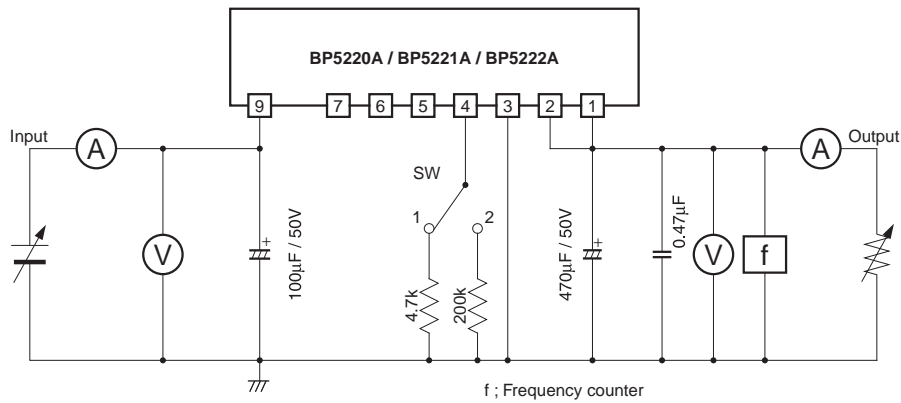 BP5220A / BP5221A / BP5222A
9 7 6 5 4 3 2 1
Input
A
Output
A
SW
1
2
V
100µF / 50V
4.7k
200k
470µF / 50V
0.47µF
V
f
+
+
f ; Frequency counter